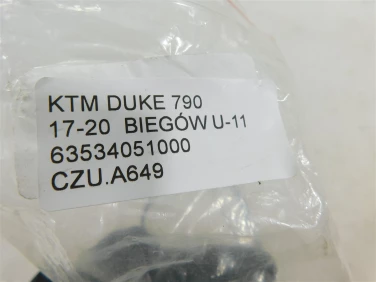 KTM DUKE 790
17-20 BIEGÓW U-11
63534051000
CZU.A649